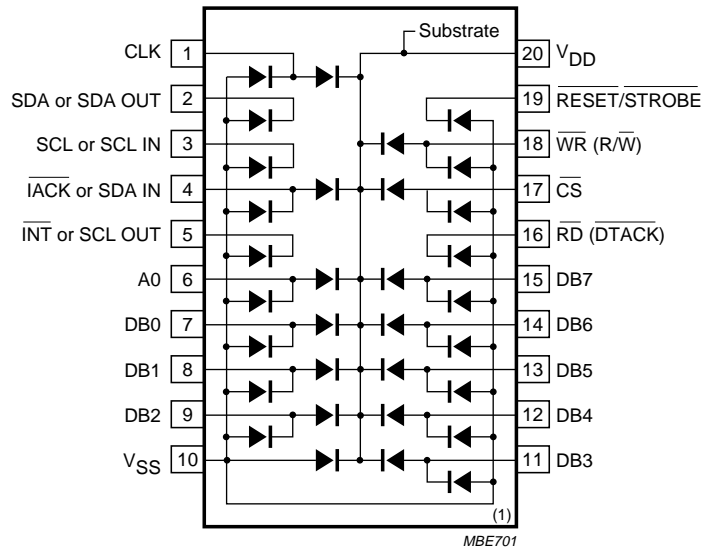 Substrate
CLK 1
20 VDD
SDA or SDA OUT 2
19 RESET/STROBE
SCL or SCL IN 3
18 WR (R/W)
IACK or SDA IN 4
17 CS
INT or SCL OUT 5
16 RD (DTACK)
A0 6
15 DB7
DB0 7
14 DB6
DB1 8
13 DB5
DB2 9
12 DB4
VSS 10
11 DB3
(1)
MBE701